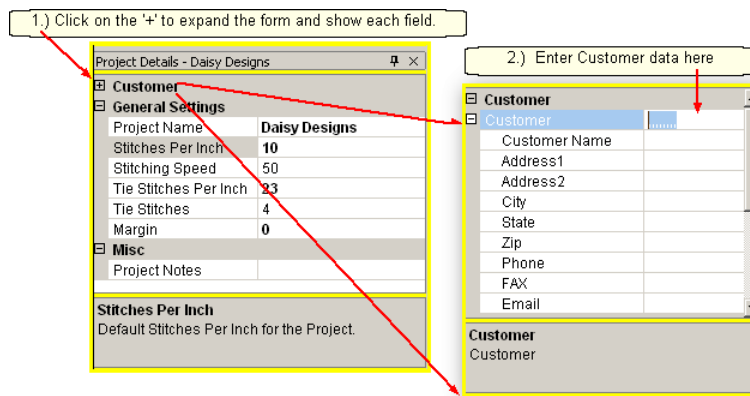 1.) Click on the '+' to expand the form and show each field.
Project Details - Daisy Designs
Customer
General Settings
Project Name Daisy Designs
Stitches Per Inch 10
Stitching Speed 50
Tie Stitches Per Inch 23
Tie Stitches 4
Margin 0
Misc
Project Notes
Stitches Per Inch
Default Stitches Per Inch for the Project.
2.) Enter Customer data here
Customer
Customer
Customer Name
Address1
Address2
City
State
Zip
Phone
FAX
Email
Customer
Customer